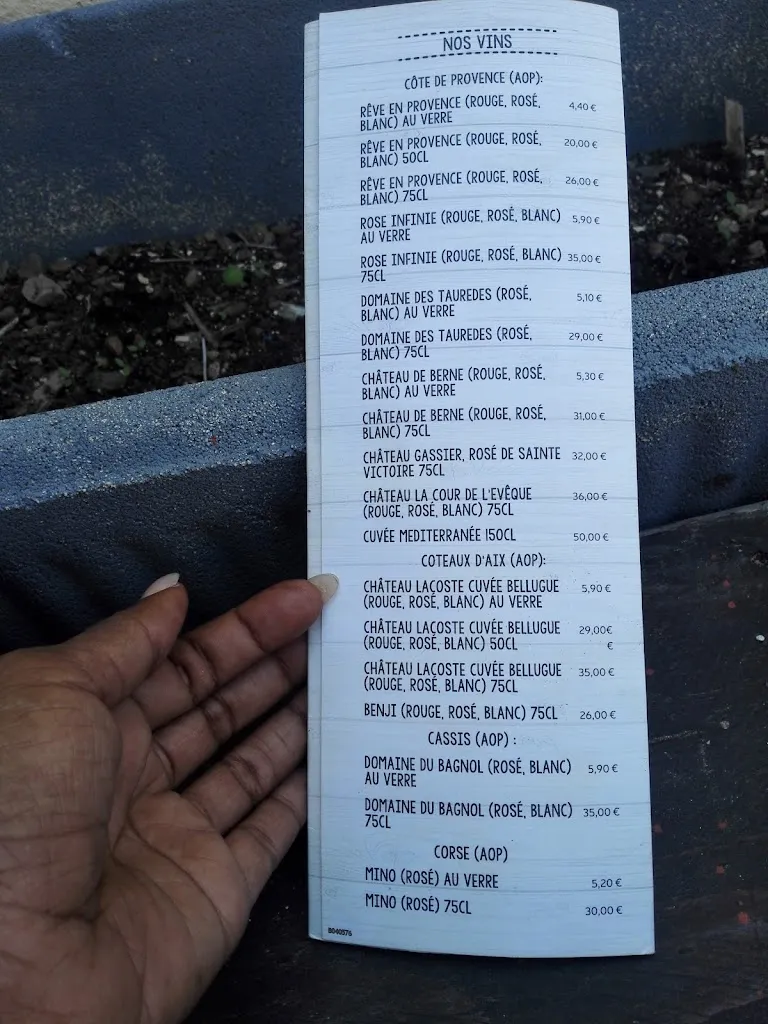 NOS VINS
CÔTE DE PROVENCE (AOP):
RÊVE EN PROVENCE (ROUGE, ROSÉ, 4,40 €
BLANC) AU VERRE
RÊVE EN PROVENCE (ROUGE, ROSÉ, 20,00 €
BLANC) 50CL
RÊVE EN PROVENCE (ROUGE, ROSÉ, 26,00 €
BLANC) 75CL
ROSE INFINIE (ROUGE, ROSÉ, BLANC) 5,90 €
AU VERRE
ROSE INFINIE (ROUGE, ROSÉ, BLANC) 35,00 €
75CL
DOMAINE DES TAUREDES (ROSÉ, 5,10 €
BLANC) AU VERRE
DOMAINE DES TAUREDES (ROSÉ, 29,00 €
BLANC) 75CL
CHÂTEAU DE BERNE (ROUGE, ROSÉ, 5,30 €
BLANC) AU VERRE
CHÂTEAU DE BERNE (ROUGE, ROSÉ, 31,00 €
BLANC) 75CL
CHÂTEAU GASSIER, ROSÉ DE SAINTE 32,00 €
VICTOIRE 75CL
CHÂTEAU LA COUR DE L'EVÊQUE 36,00 €
(ROUGE, ROSÉ, BLANC) 75CL
CUVÉE MEDITERRANÉE 150CL 50,00 €
COTEAUX D'AIX (AOP):
CHÂTEAU LACOSTE CUVÉE BELLUGUE 5,90 €
(ROUGE, ROSÉ, BLANC) AU VERRE
CHÂTEAU LACOSTE CUVÉE BELLUGUE 29,00€
(ROUGE, ROSÉ, BLANC) 50CL €
CHÂTEAU LACOSTE CUVÉE BELLUGUE 35,00 €
(ROUGE, ROSÉ, BLANC) 75CL
BENJI (ROUGE, ROSÉ, BLANC) 75CL 26,00 €
CASSIS (AOP) :
DOMAINE DU BAGNOL (ROSÉ, BLANC) 5,90 €
AU VERRE
DOMAINE DU BAGNOL (ROSÉ, BLANC) 35,00 €
75CL
CORSE (AOP)
MINO (ROSÉ) AU VERRE 5,20 €
MINO (ROSÉ) 75CL 30,00 €
8040376